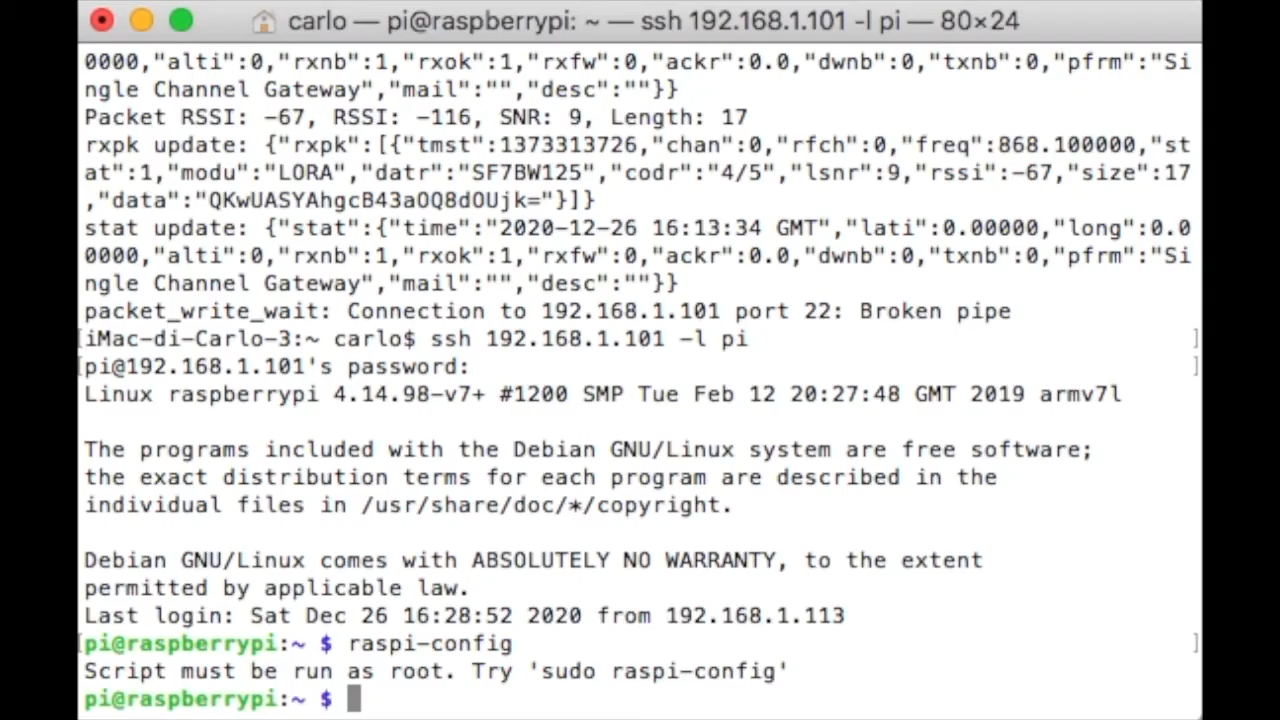 carlo — pi@raspberrypi: ~ — ssh 192.168.1.101 -l pi — 80×24
0000,"alti":0,"rxnb":1,"rxok":1,"rxfw":0,"ackr":0.0,"dwnb":0,"txnb":0,"pfrm":"Si
ngle Channel Gateway","mail":"","desc":""}}
Packet RSSI: -67, RSSI: -116, SNR: 9, Length: 17
rxpk update: {"rxpk":[{"tmst":1373313726,"chan":0,"rfch":0,"freq":868.100000,"st
at":1,"modu":"LORA","datr":"SF7BW125","codr":"4/5","lsnr":9,"rssi":-67,"size":17
,"data":"QKwUASYAhgcB43aOQ8dOUjk="}]}
stat update: {"stat":{"time":"2020-12-26 16:13:34 GMT","lati":0.00000,"long":0.0
0000,"alti":0,"rxnb":1,"rxok":1,"rxfw":0,"ackr":0.0,"dwnb":0,"txnb":0,"pfrm":"Si
ngle Channel Gateway","mail":"","desc":""}}
packet_write_wait: Connection to 192.168.1.101 port 22: Broken pipe
[iMac-di-Carlo-3:~ carlo$ ssh 192.168.1.101 -l pi ]
[pi@192.168.1.101's password: ]
Linux raspberrypi 4.14.98-v7+ #1200 SMP Tue Feb 12 20:27:48 GMT 2019 armv7l
The programs included with the Debian GNU/Linux system are free software;
the exact distribution terms for each program are described in the
individual files in /usr/share/doc/*/copyright.
Debian GNU/Linux comes with ABSOLUTELY NO WARRANTY, to the extent
permitted by applicable law.
Last login: Sat Dec 26 16:28:52 2020 from 192.168.1.113
[pi@raspberrypi:~ $ raspi-config ]
Script must be run as root. Try 'sudo raspi-config'
pi@raspberrypi:~ $